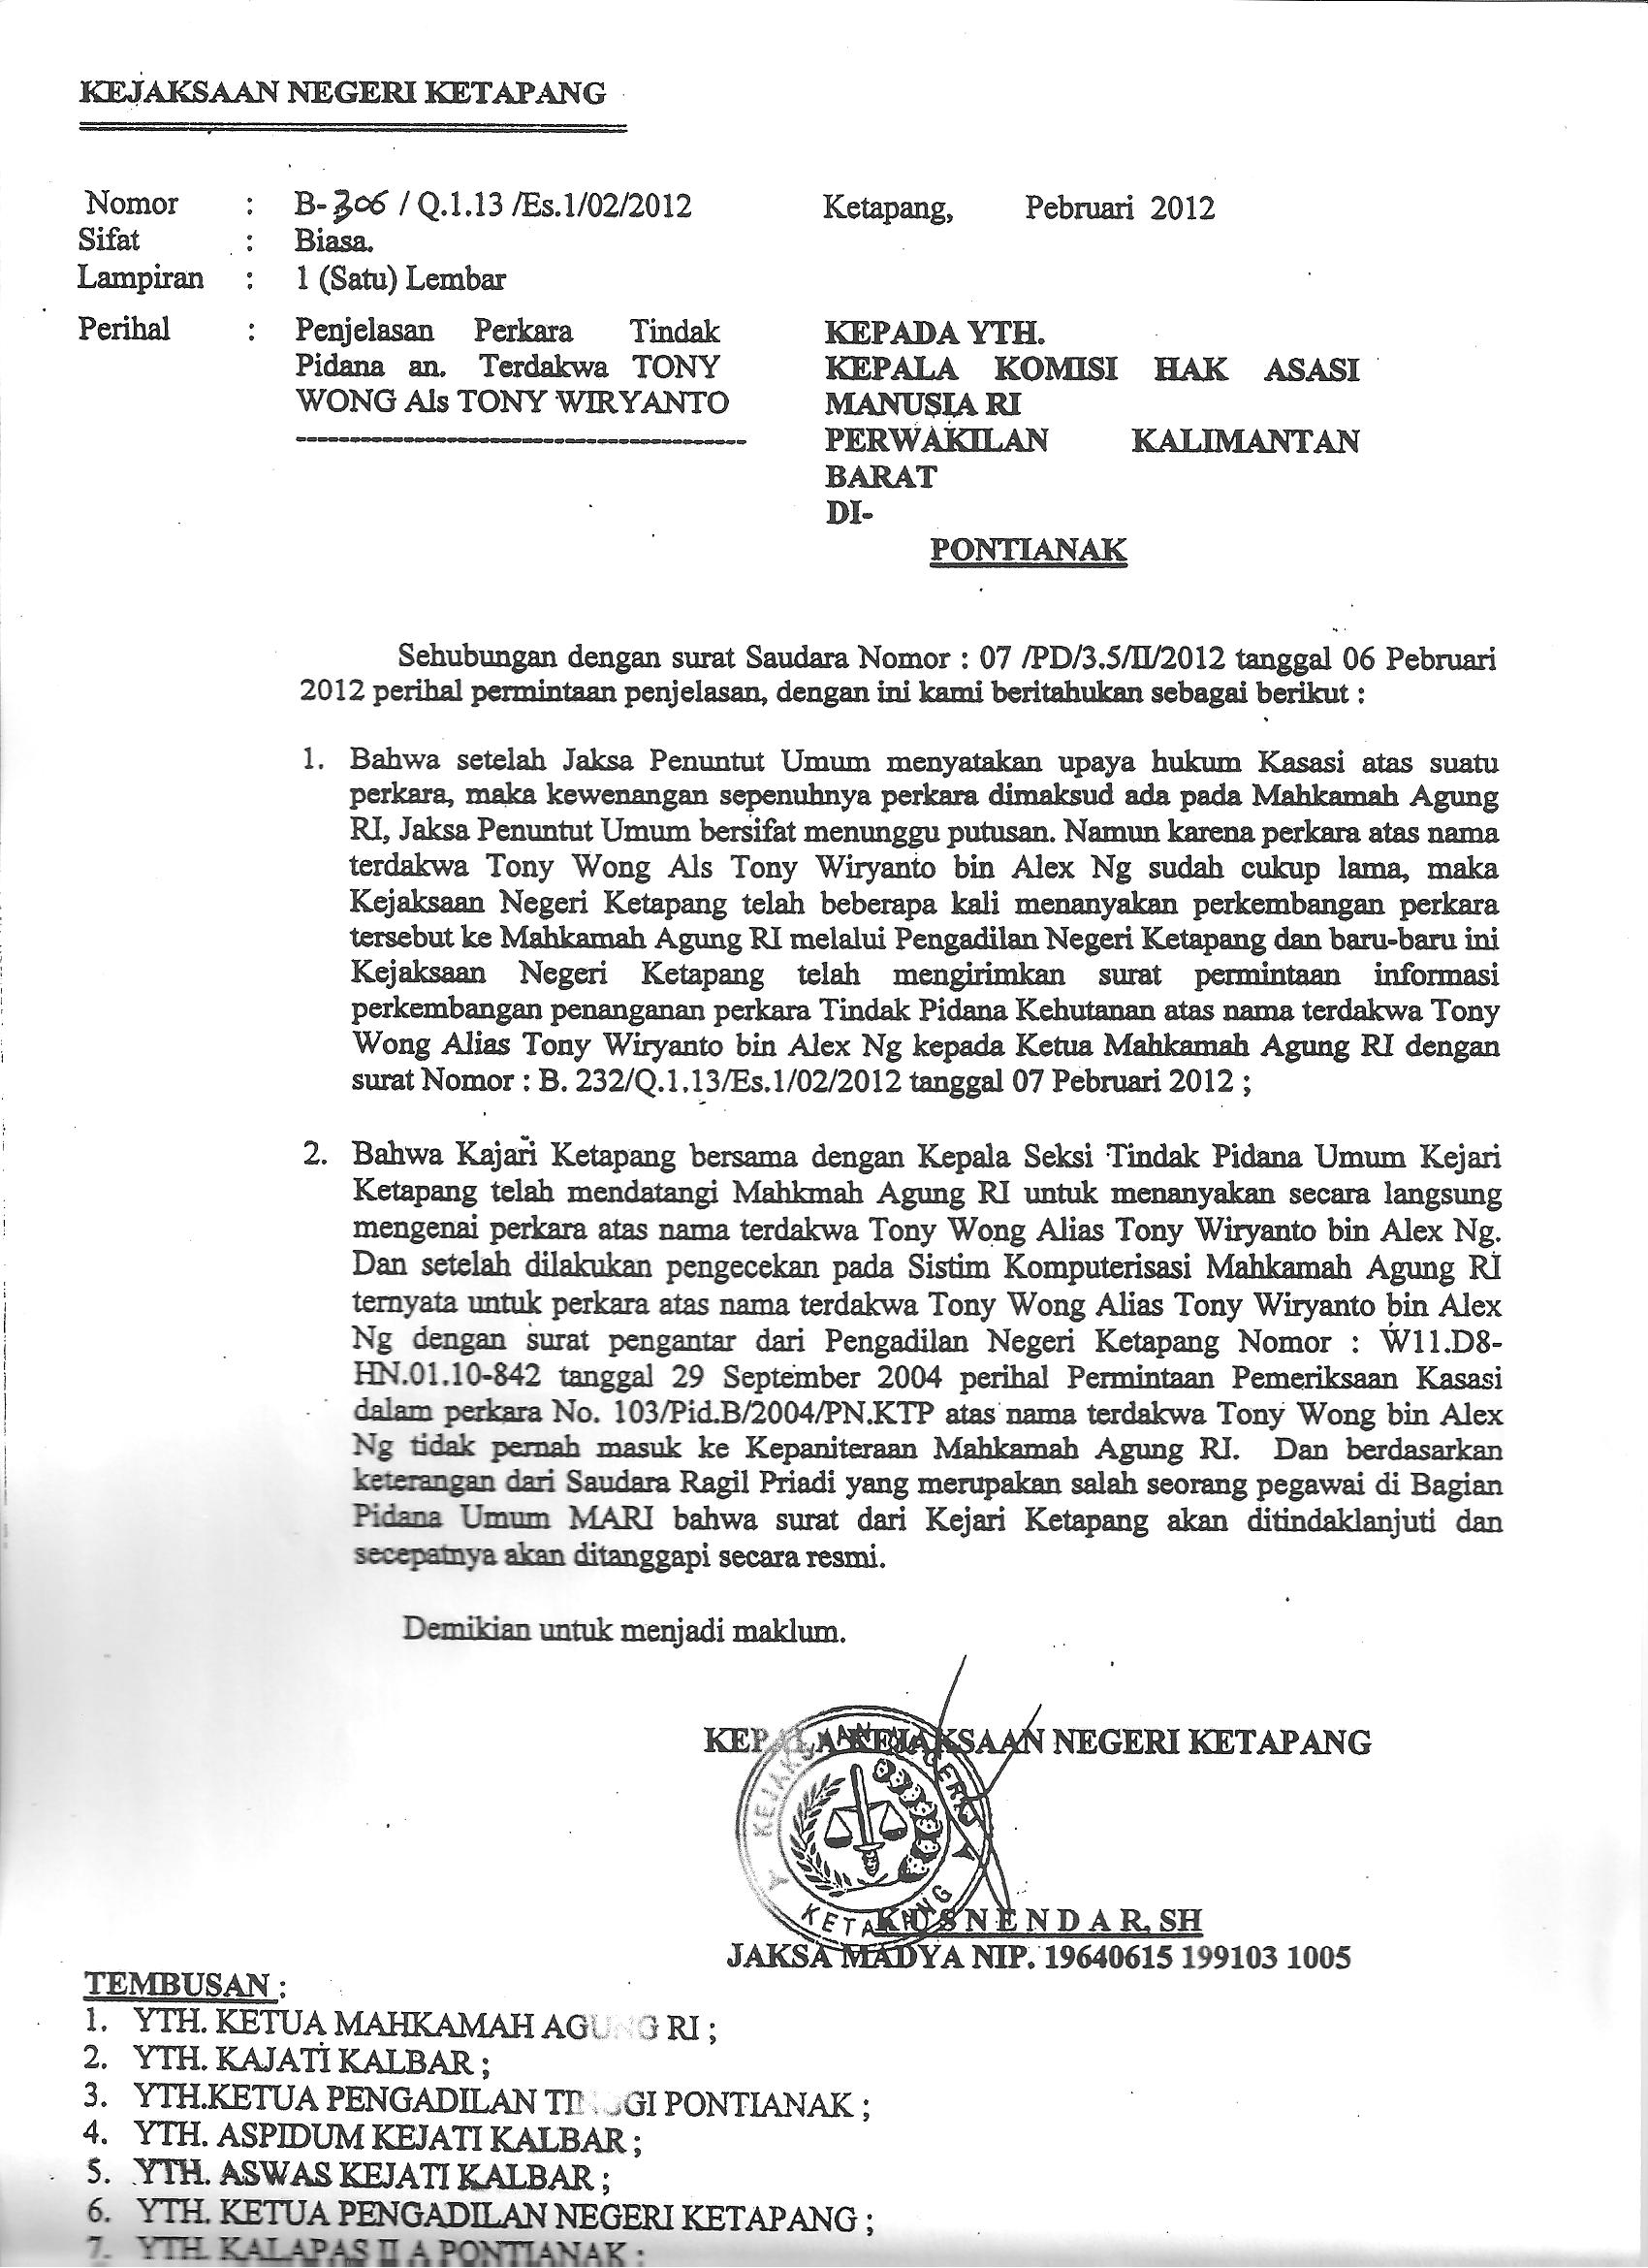 KEJAKSAAN NEGERI KETAPANG
Nomor : B-306 / Q.1.13 /Es.1/02/2012
Ketapang, Pebruari 2012
Sifat : Biasa.
Lampiran : 1 (Satu) Lembar
Perihal : Penjelasan Perkara Tindak
Pidana an. Terdakwa TONY
WONG Als TONY WIRYANTO
KEPADA YTH.
KEPALA KOMISI HAK ASASI
MANUSIA RI
PERWAKILAN KALIMANTAN
BARAT
DI-
PONTIANAK
Sehubungan dengan surat Saudara Nomor : 07 /PD/3.5/II/2012 tanggal 06 Pebruari
2012 perihal permintaan penjelasan, dengan ini kami beritahukan sebagai berikut :
1. Bahwa setelah Jaksa Penuntut Umum menyatakan upaya hukum Kasasi atas suatu
perkara, maka kewenangan sepenuhnya perkara dimaksud ada pada Mahkamah Agung
RI, Jaksa Penuntut Umum bersifat menunggu putusan. Namun karena perkara atas nama
terdakwa Tony Wong Als Tony Wiryanto bin Alex Ng sudah cukup lama, maka
Kejaksaan Negeri Ketapang telah beberapa kali menanyakan perkembangan perkara
tersebut ke Mahkamah Agung RI melalui Pengadilan Negeri Ketapang dan baru-baru ini
Kejaksaan Negeri Ketapang telah mengirimkan surat permintaan informasi
perkembangan penanganan perkara Tindak Pidana Kehutanan atas nama terdakwa Tony
Wong Alias Tony Wiryanto bin Alex Ng kepada Ketua Mahkamah Agung RI dengan
surat Nomor : B. 232/Q.1.13/Es.1/02/2012 tanggal 07 Pebruari 2012 ;
2. Bahwa Kajari Ketapang bersama dengan Kepala Seksi Tindak Pidana Umum Kejari
Ketapang telah mendatangi Mahkmah Agung RI untuk menanyakan secara langsung
mengenai perkara atas nama terdakwa Tony Wong Alias Tony Wiryanto bin Alex Ng.
Dan setelah dilakukan pengecekan pada Sistim Komputerisasi Mahkamah Agung RI
ternyata untuk perkara atas nama terdakwa Tony Wong Alias Tony Wiryanto bin Alex
Ng dengan surat pengantar dari Pengadilan Negeri Ketapang Nomor : W11.D8-
HN.01.10-842 tanggal 29 September 2004 perihal Permintaan Pemeriksaan Kasasi
dalam perkara No. 103/Pid.B/2004/PN.KTP atas nama terdakwa Tony Wong bin Alex
Ng tidak pernah masuk ke Kepaniteraan Mahkamah Agung RI. Dan berdasarkan
keterangan dari Saudara Ragil Priadi yang merupakan salah seorang pegawai di Bagian
Pidana Umum MARI bahwa surat dari Kejari Ketapang akan ditindaklanjuti dan
secepatnya akan ditanggapi secara resmi.
Demikian untuk menjadi maklum.
KEPALA KEJAKSAAN NEGERI KETAPANG
KEJAKSAAN NEGERI
KETAPANG
KUSNENDAR, SH
JAKSA MADYA NIP. 19640615 199103 1005
TEMBUSAN :
1. YTH. KETUA MAHKAMAH AGUNG RI ;
2. YTH. KAJATI KALBAR ;
3. YTH.KETUA PENGADILAN TINGGI PONTIANAK ;
4. YTH. ASPIDUM KEJATI KALBAR ;
5. YTH. ASWAS KEJATI KALBAR ;
6. YTH. KETUA PENGADILAN NEGERI KETAPANG ;
7. YTH. KALAPAS II A PONTIANAK ;